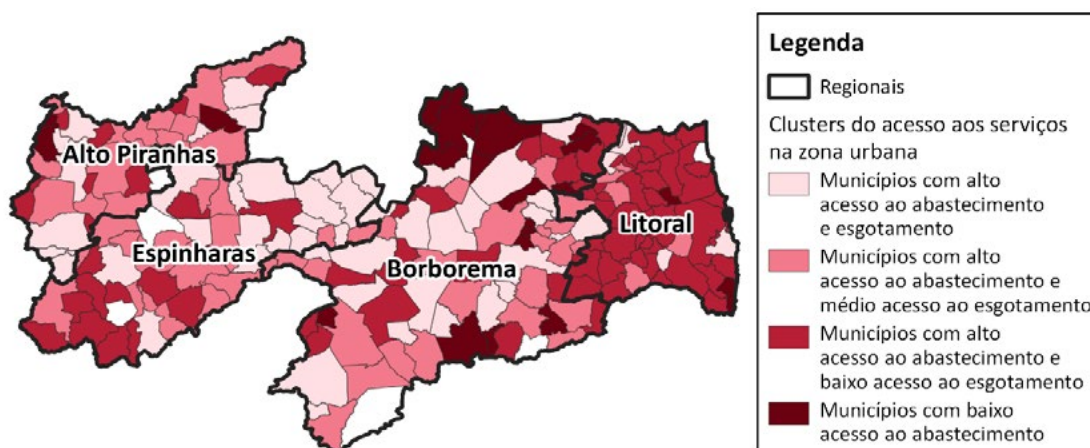 Alto Piranhas
Espinharas
Borborema
Litoral
Legenda
Regionais
Clusters do acesso aos serviços
na zona urbana
Municípios com alto
acesso ao abastecimento
e esgotamento
Municípios com alto
acesso ao abastecimento e
médio acesso ao esgotamento
Municípios com alto
acesso ao abastecimento e
baixo acesso ao esgotamento
Municípios com baixo
acesso ao abastecimento